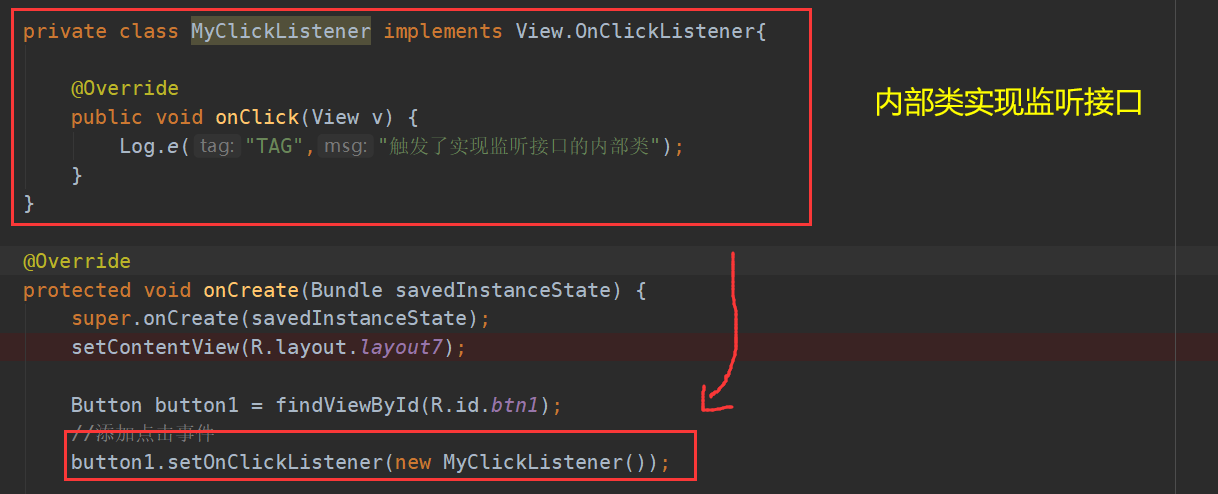 private class MyClickListener implements View.OnClickListener{
内部类实现监听接口
@Override
public void onClick(View v) {
Log.e( tag: "TAG", msg: "触发了实现监听接口的内部类");
}
}
@Override
protected void onCreate(Bundle savedInstanceState) {
super.onCreate(savedInstanceState);
setContentView(R.layout.layout7);
Button button1 = findViewById(R.id.btn1);
//添加点击事件
button1.setOnClickListener(new MyClickListener());